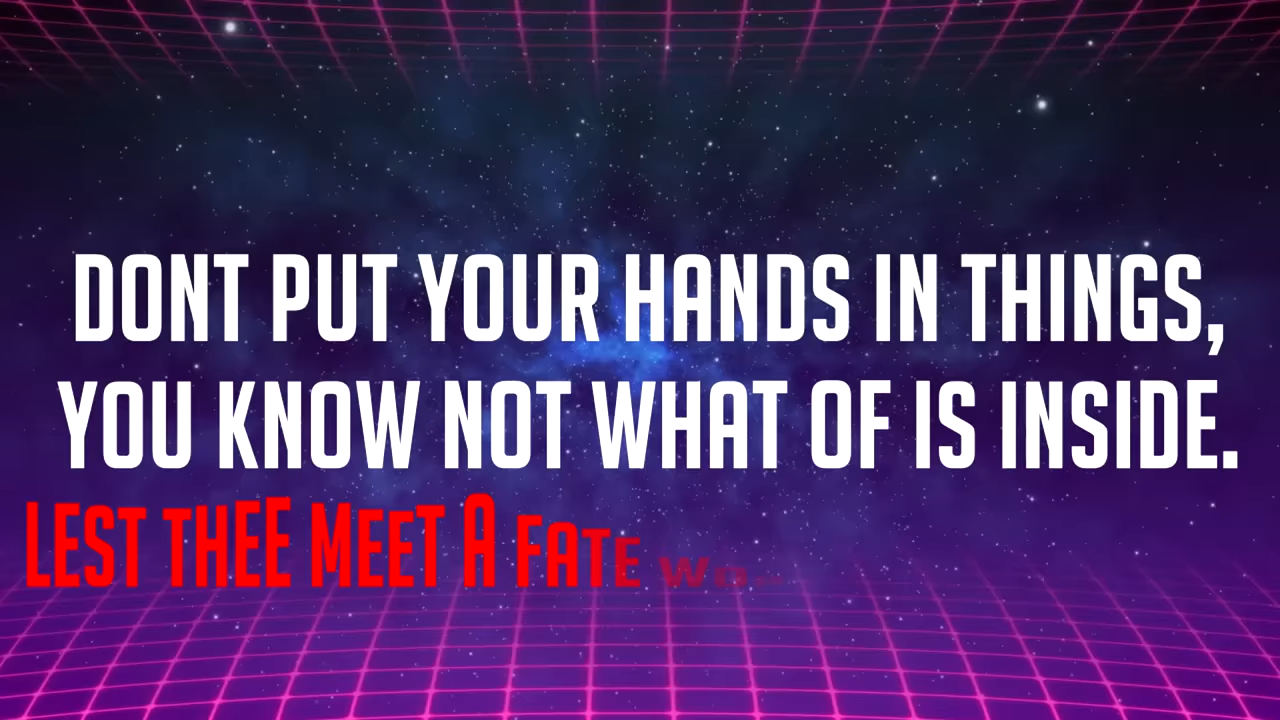 DONT PUT YOUR HANDS IN THINGS,
YOU KNOW NOT WHAT OF IS INSIDE.
LEST THEE MEET A FATE